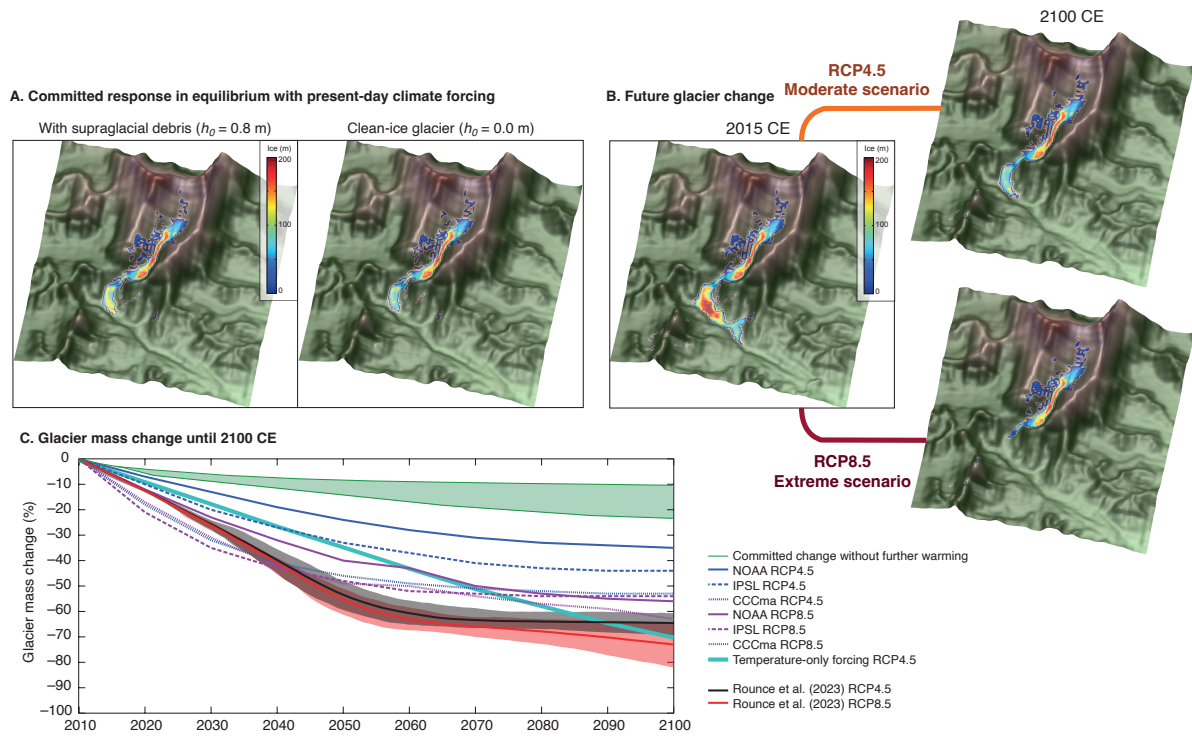 2100 CE
RCP4.5
Moderate scenario
A. Committed response in equilibrium with present-day climate forcing
B. Future glacier change
With supraglacial debris (h0 = 0.8 m)
Clean-ice glacier (h0 = 0.0 m)
2015 CE
Ice (m)
200
100
0
Ice (m)
200
100
0
RCP8.5
Extreme scenario
C. Glacier mass change until 2100 CE
Glacier mass change (%)
0
−10
−20
−30
−40
−50
−60
−70
−80
−90
−100
2010 2020 2030 2040 2050 2060 2070 2080 2090 2100
Committed change without further warming
NOAA RCP4.5
IPSL RCP4.5
CCCma RCP4.5
NOAA RCP8.5
IPSL RCP8.5
CCCma RCP8.5
Temperature-only forcing RCP4.5
Rounce et al. (2023) RCP4.5
Rounce et al. (2023) RCP8.5